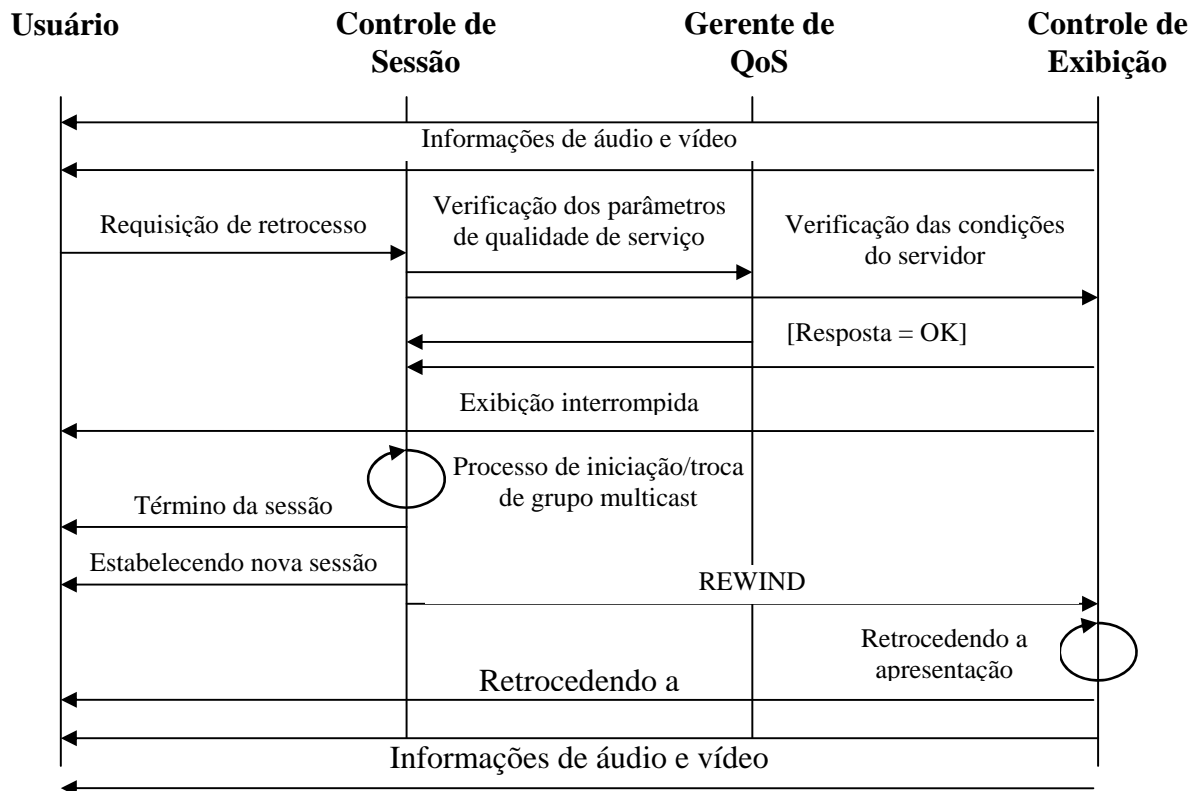 Usuário
Controle de
Sessão
Gerente de
QoS
Controle de
Exibição
Informações de áudio e vídeo
Requisição de retrocesso
Verificação dos parâmetros
de qualidade de serviço
Verificação das condições
do servidor
[Resposta = OK]
Exibição interrompida
Processo de iniciação/troca
de grupo multicast
Término da sessão
Estabelecendo nova sessão
REWIND
Retrocedendo a
apresentação
Retrocedendo a
Informações de áudio e vídeo